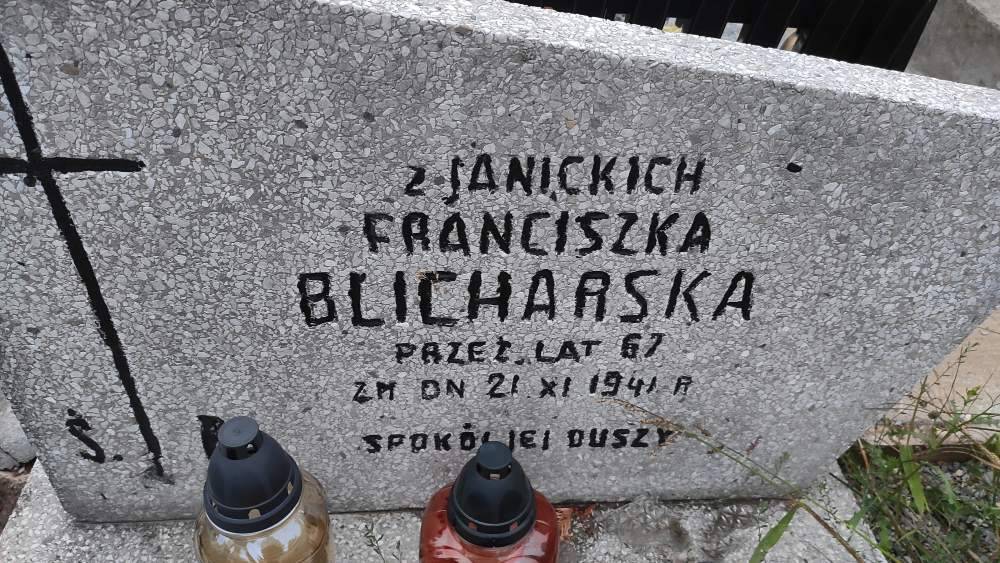 Z JANICKICH
FRANCISZKA
BLICHARSKA
PRZEŻ. LAT 67
ZM DN 21. XI 1941 R
Ś. P
SPOKÓJ JEJ DUSZY